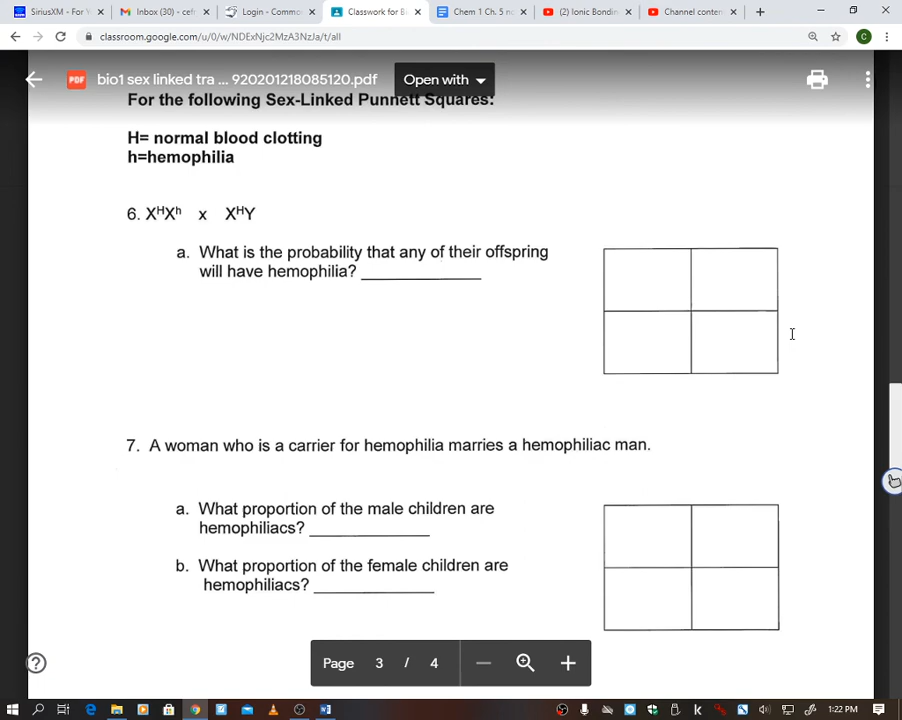 SiriusXM - For Y
Inbox (30) - cef
Login - Commo
Classwork for Bi
Chem 1 Ch. 5 no
(2) Ionic Bondin
Channel conten
classroom.google.com/u/0/w/NDExNjc2MzA3NzJa/t/all
C
PDF bio1 sex linked tra ... 920201218085120.pdf Open with
For the following Sex-Linked Punnett Squares:
H= normal blood clotting
h=hemophilia
6. XᴴXʰ x XᴴY
a. What is the probability that any of their offspring
will have hemophilia? ____________
7. A woman who is a carrier for hemophilia marries a hemophiliac man.
a. What proportion of the male children are
hemophiliacs? ____________
b. What proportion of the female children are
hemophiliacs? ____________
Page 3 / 4
1:22 PM